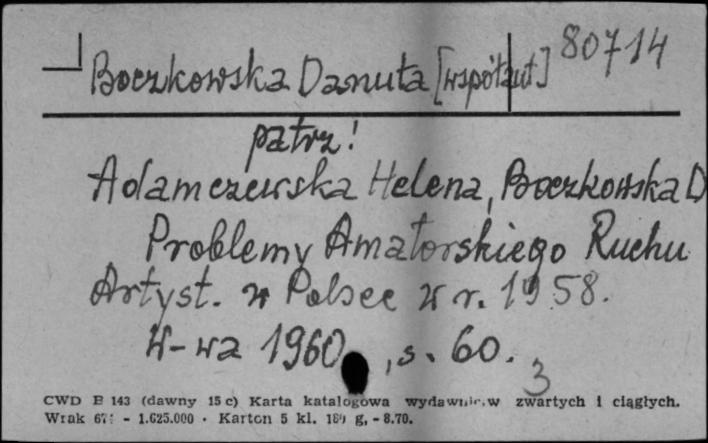 Boczkowska Danuta [współaut] 80714
patrz!
Adamczewska Helena, Boczkowska D
Problemy Amatorskiego Ruchu
Artyst. w Polsce w r. 1958.
W-wa 1960, s. 60.
3
CWD B 143 (dawny 15 c) Karta katalogowa wydawnic.w zwartych i ciągłych.
Wrak - 1.625.000 · Karton 5 kl. g, - 8.70.